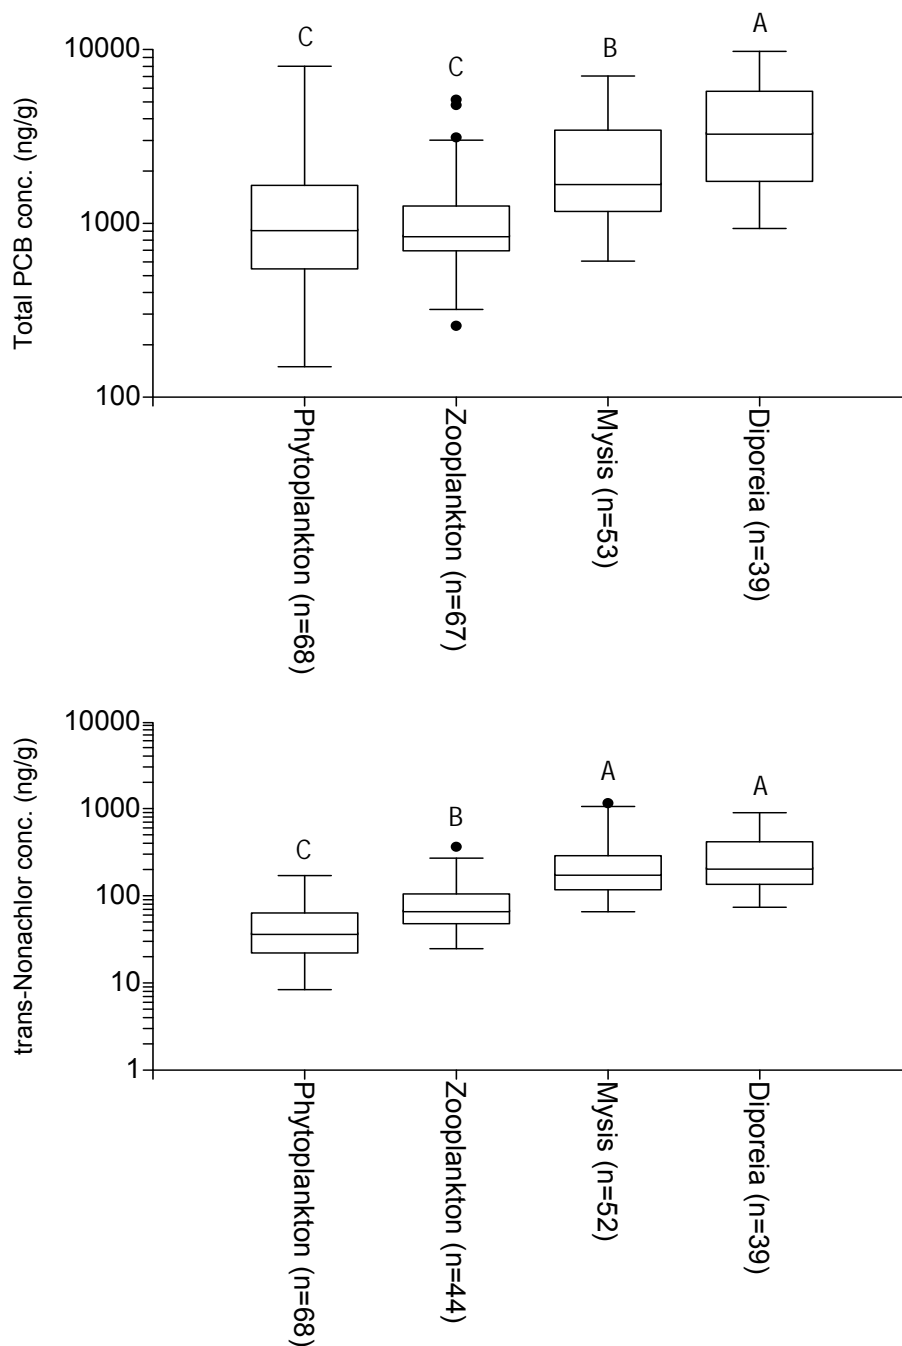 Total PCB conc. (ng/g)
10000
1000
100
C
C
B
A
Phytoplankton (n=68)
Zooplankton (n=67)
Mysis (n=53)
Diporeia (n=39)
trans-Nonachlor conc. (ng/g)
10000
1000
100
10
1
C
B
A
A
Phytoplankton (n=68)
Zooplankton (n=44)
Mysis (n=52)
Diporeia (n=39)